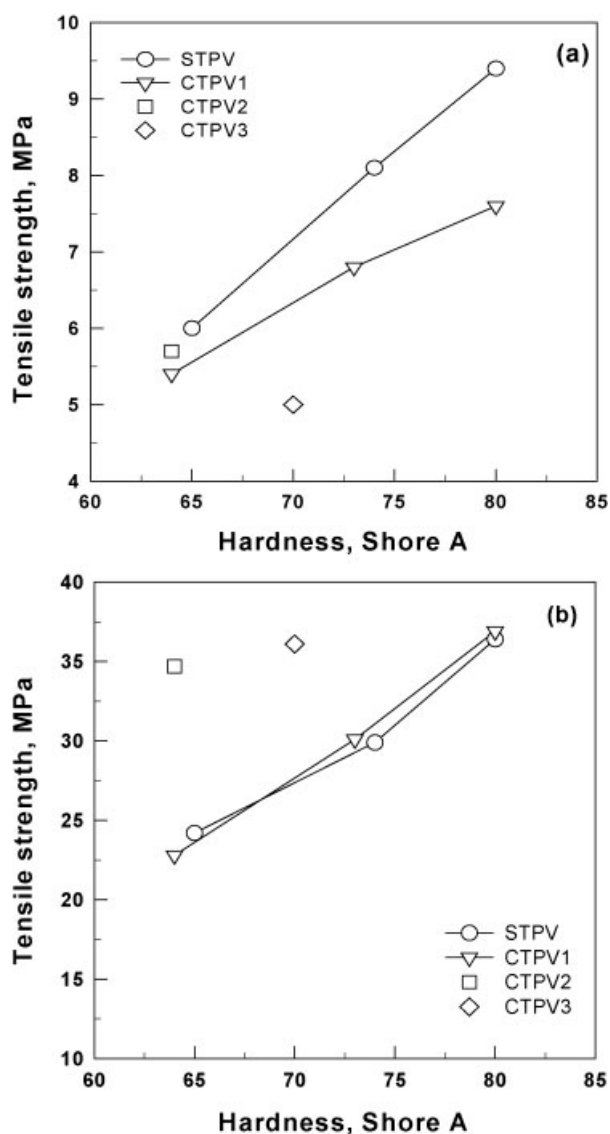 (a)
STPV
CTPV1
CTPV2
CTPV3
10
9
8
7
6
5
4
Tensile strength, MPa
60 65 70 75 80 85
Hardness, Shore A
(b)
40
35
30
25
20
15
10
Tensile strength, MPa
STPV
CTPV1
CTPV2
CTPV3
60 65 70 75 80 85
Hardness, Shore A